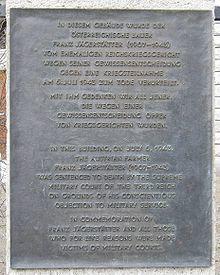 IN DIESEM GEBÄUDE WURDE DER
ÖSTERREICHISCHE BAUER
FRANZ JÄGERSTÄTTER (1907-1943)
VOM EHEMALIGEN REICHSKRIEGSGERICHT
WEGEN SEINER GEWISSENSENTSCHEIDUNG
GEGEN EINE KRIEGSTEILNAHME
AM 6. JULI 1943 ZUM TODE VERURTEILT.
MIT IHM GEDENKEN WIR ALL JENER,
DIE WEGEN EINER
GEWISSENSENTSCHEIDUNG OPFER
VON KRIEGSGERICHTEN WURDEN.
IN THIS BUILDING, ON JULY 6, 1943,
THE AUSTRIAN FARMER
FRANZ JÄGERSTÄTTER (1907-1943)
WAS SENTENCED TO DEATH BY THE SUPREME
MILITARY COURT OF THE THIRD REICH
ON GROUNDS OF HIS CONSCIENTIOUS
OBJECTION TO MILITARY SERVICE.
IN COMMEMORATION OF
FRANZ JÄGERSTÄTTER AND ALL THOSE
WHO FOR LIKE REASONS WERE MADE
VICTIMS OF MILITARY COURTS.